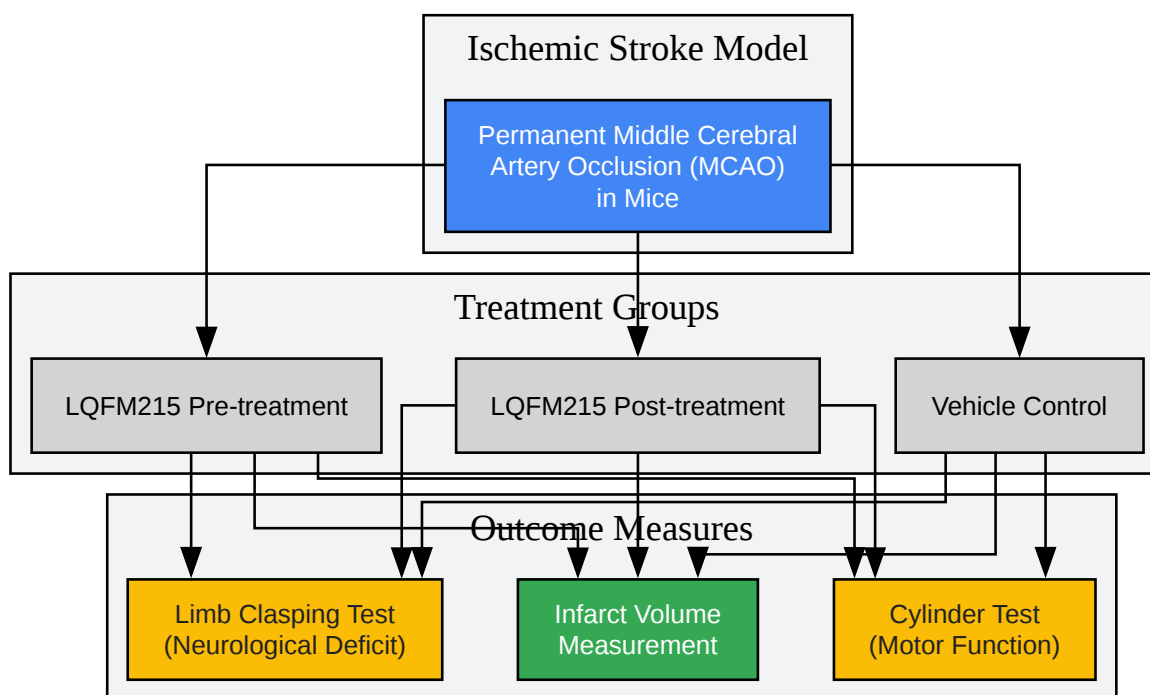 Ischemic Stroke Model
Permanent Middle Cerebral
Artery Occlusion (MCAO)
in Mice
Treatment Groups
LQFM215 Pre-treatment
LQFM215 Post-treatment
Vehicle Control
Outcome Measures
Limb Clasping Test
(Neurological Deficit)
Infarct Volume
Measurement
Cylinder Test
(Motor Function)